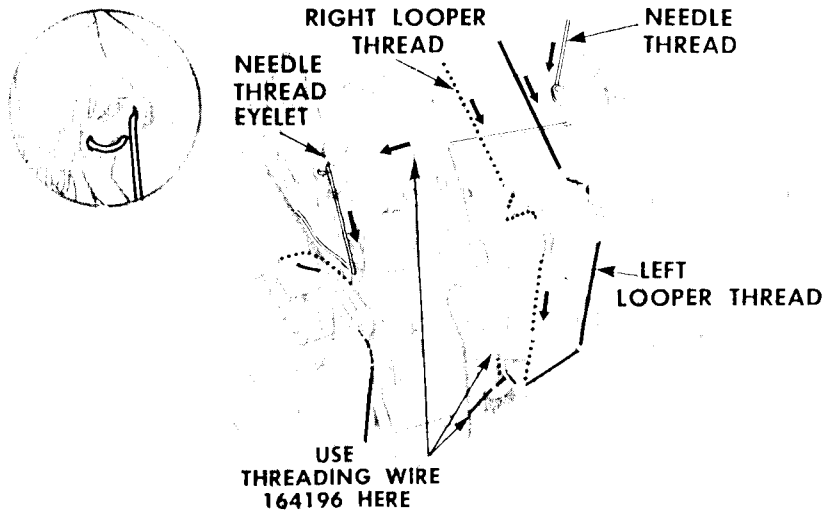 RIGHT LOOPER
THREAD
NEEDLE
THREAD
NEEDLE
THREAD
EYELET
LEFT
LOOPER THREAD
USE
THREADING WIRE
164196 HERE